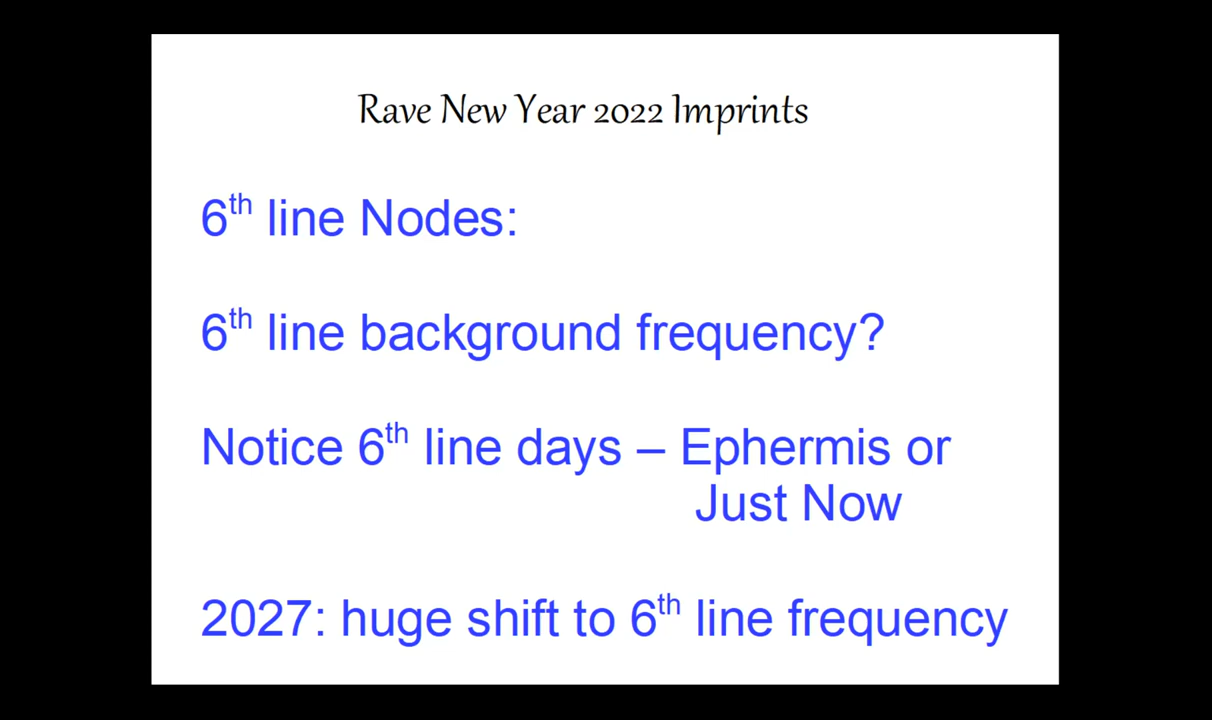 Rave New Year 2022 Imprints
6th line Nodes:
6th line background frequency?
Notice 6th line days – Ephermis or
Just Now
2027: huge shift to 6th line frequency